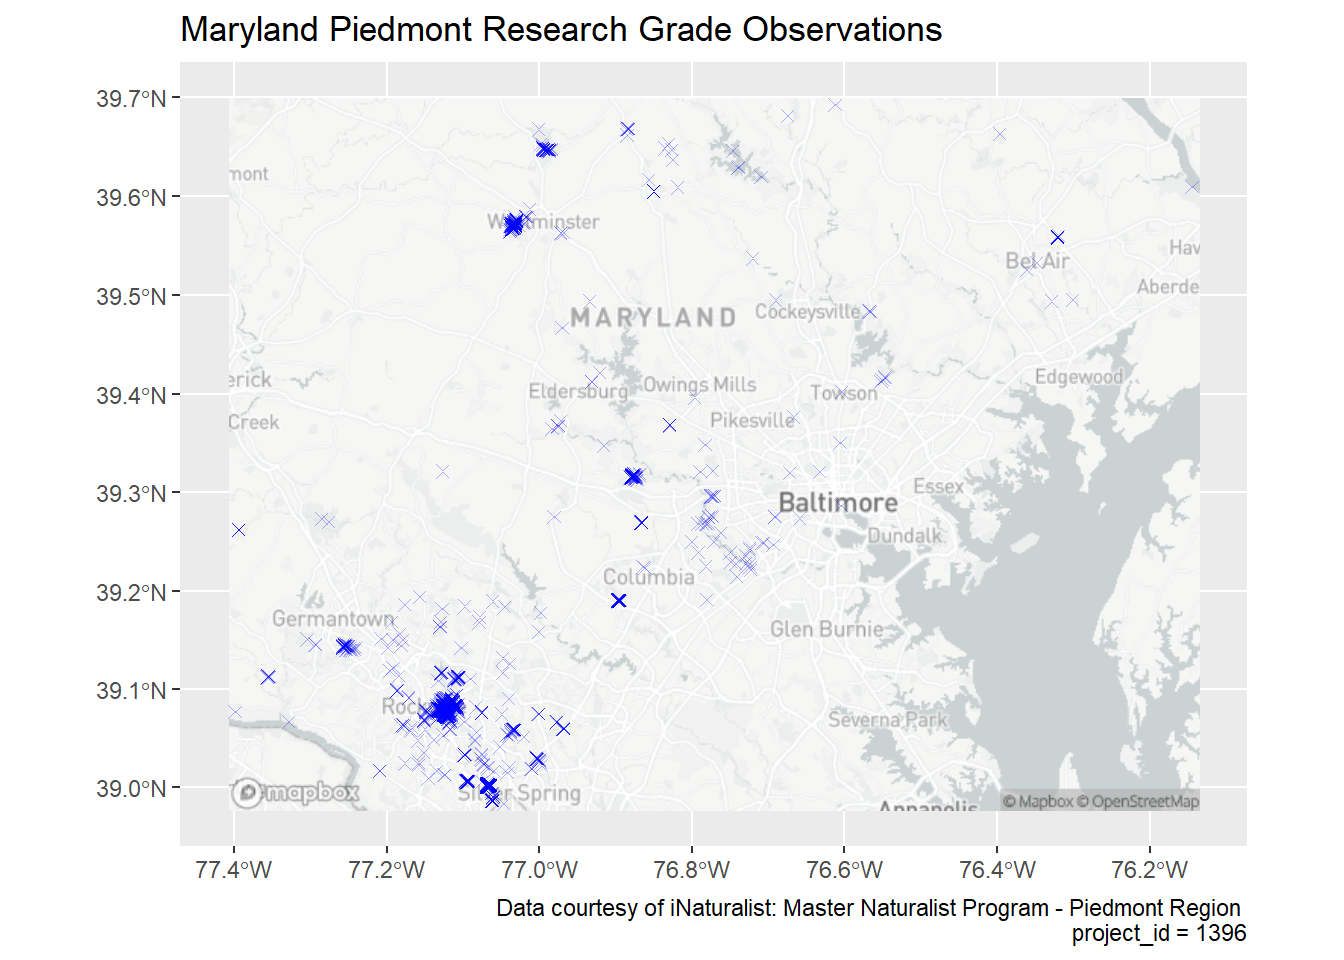 Maryland Piedmont Research Grade Observations
39.7°N
39.6°N
39.5°N
39.4°N
39.3°N
39.2°N
39.1°N
39.0°N
mont
Westminster
Bel Air
Hav
Aberde
MARYLAND
Cockeysville
erick
Eldersburg
Owings Mills
Towson
Edgewood
Creek
Pikesville
Baltimore
Essex
Dundalk
Columbia
Germantown
Glen Burnie
Severna Park
mapbox
Silver Spring
Annapolis
© Mapbox © OpenStreetMap
77.4°W
77.2°W
77.0°W
76.8°W
76.6°W
76.4°W
76.2°W
Data courtesy of iNaturalist: Master Naturalist Program - Piedmont Region
project_id = 1396